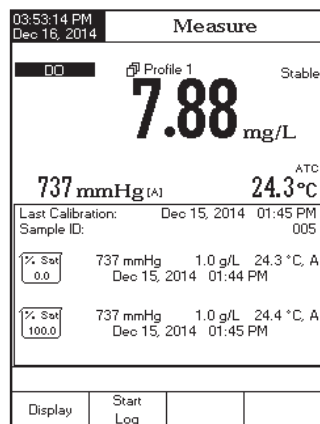 03:53:14 PM
Dec 16, 2014
Measure
DO
Profile 1
Stable
7.88 mg/L
ATC
737 mmHg [A]
24.3°C
Last Calibration: Dec 15, 2014 01:45 PM
Sample ID: 005
% Sat
0.0
737 mmHg 1.0 g/L 24.3 °C, A
Dec 15, 2014 01:44 PM
% Sat
100.0
737 mmHg 1.0 g/L 24.4 °C, A
Dec 15, 2014 01:45 PM
Display
Start
Log